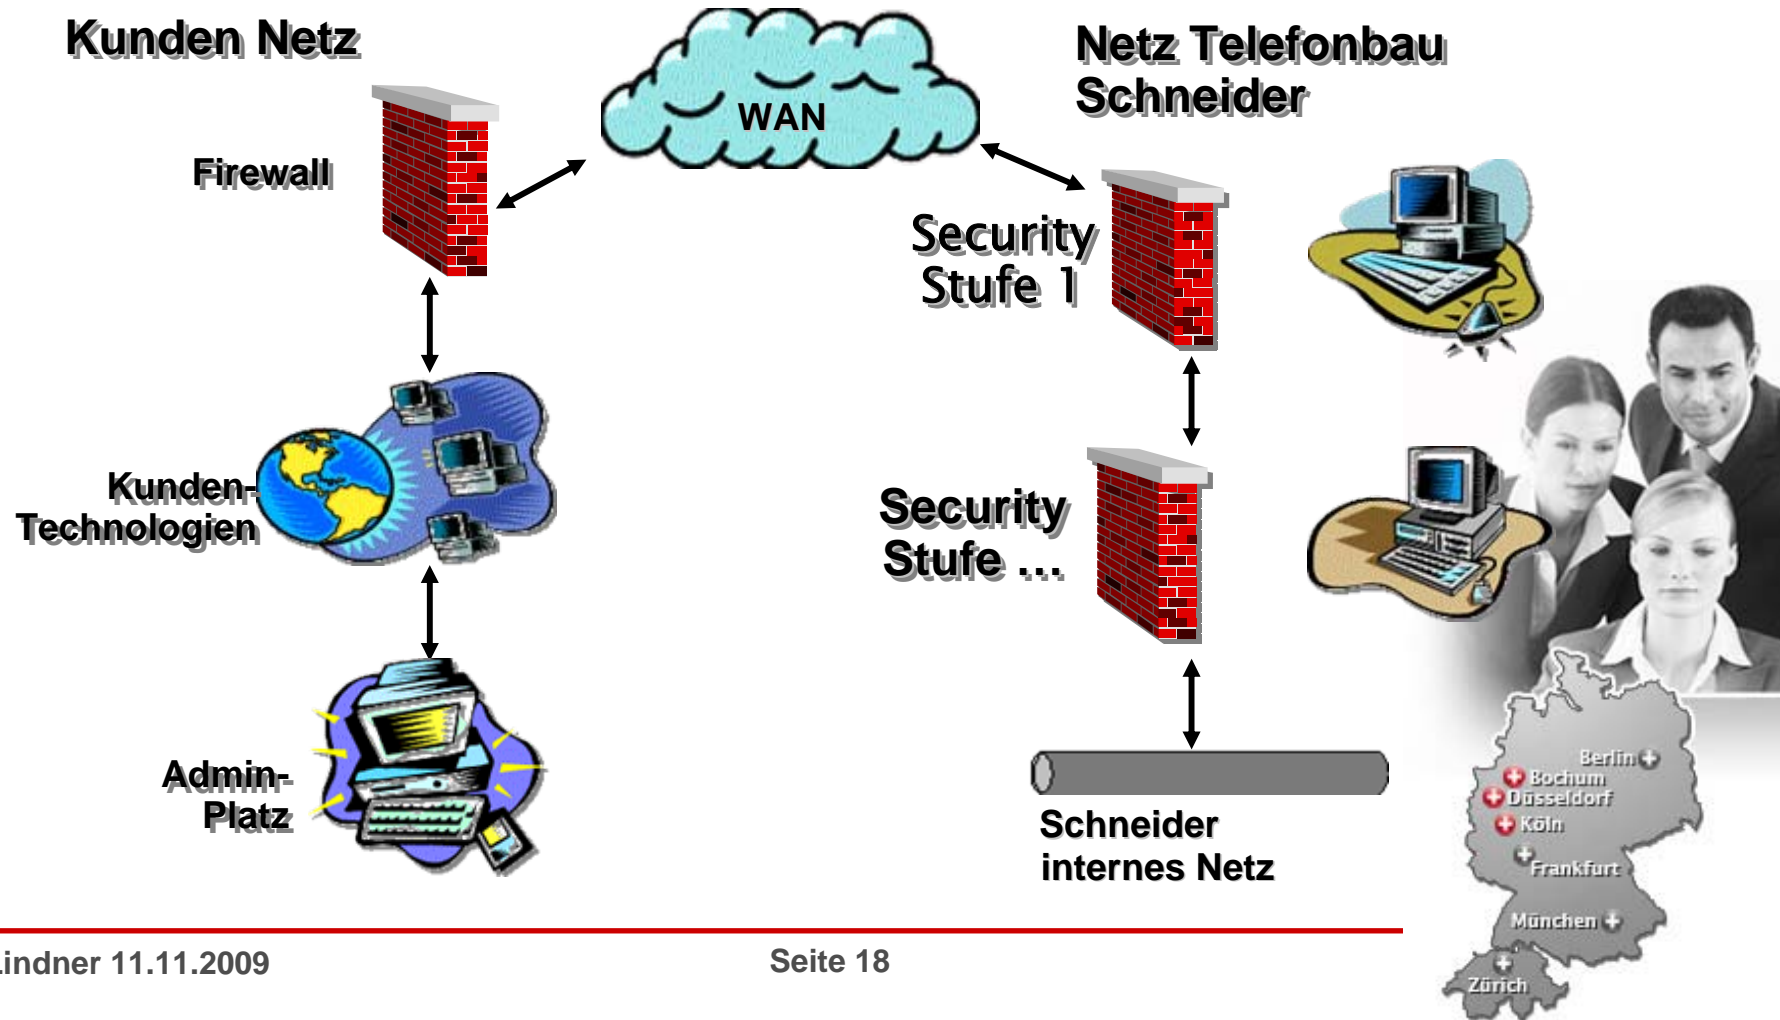 Kunden Netz
WAN
Netz Telefonbau
Schneider
Firewall
Security
Stufe 1
Kunden-
Technologien
Security
Stufe ...
Admin-
Platz
Schneider
internes Netz
Berlin
Bochum
Düsseldorf
Köln
Frankfurt
München
Zürich
Lindner 11.11.2009
Seite 18